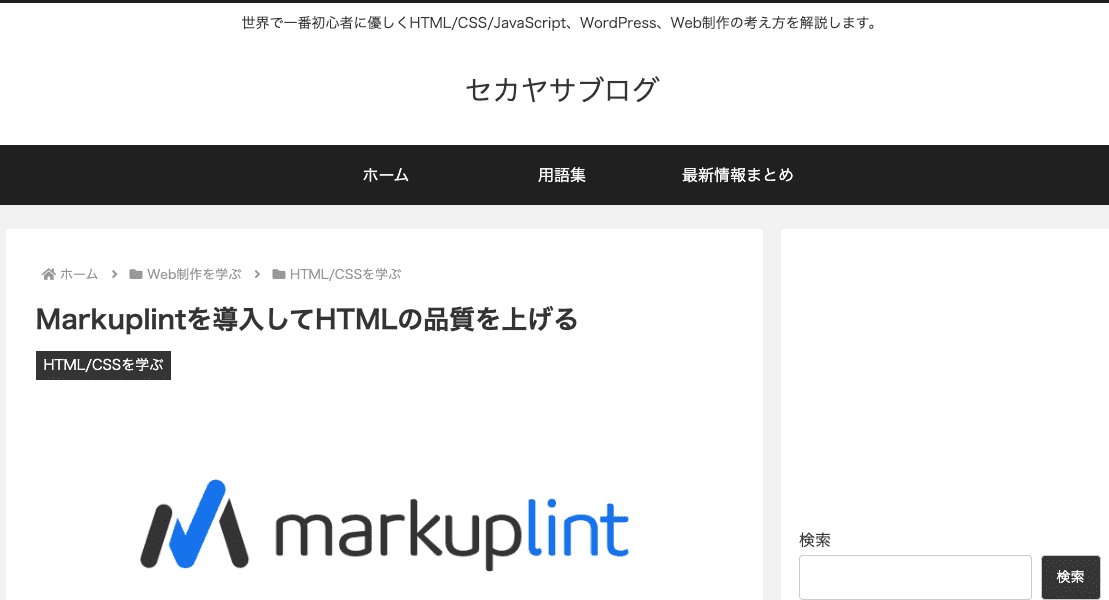 世界で一番初心者に優しくHTML/CSS/JavaScript、WordPress、Web制作の考え方を解説します。
セカヤサブログ
ホーム 用語集 最新情報まとめ
ホーム > Web制作を学ぶ > HTML/CSSを学ぶ
Markuplintを導入してHTMLの品質を上げる
HTML/CSSを学ぶ
markuplint
検索
検索